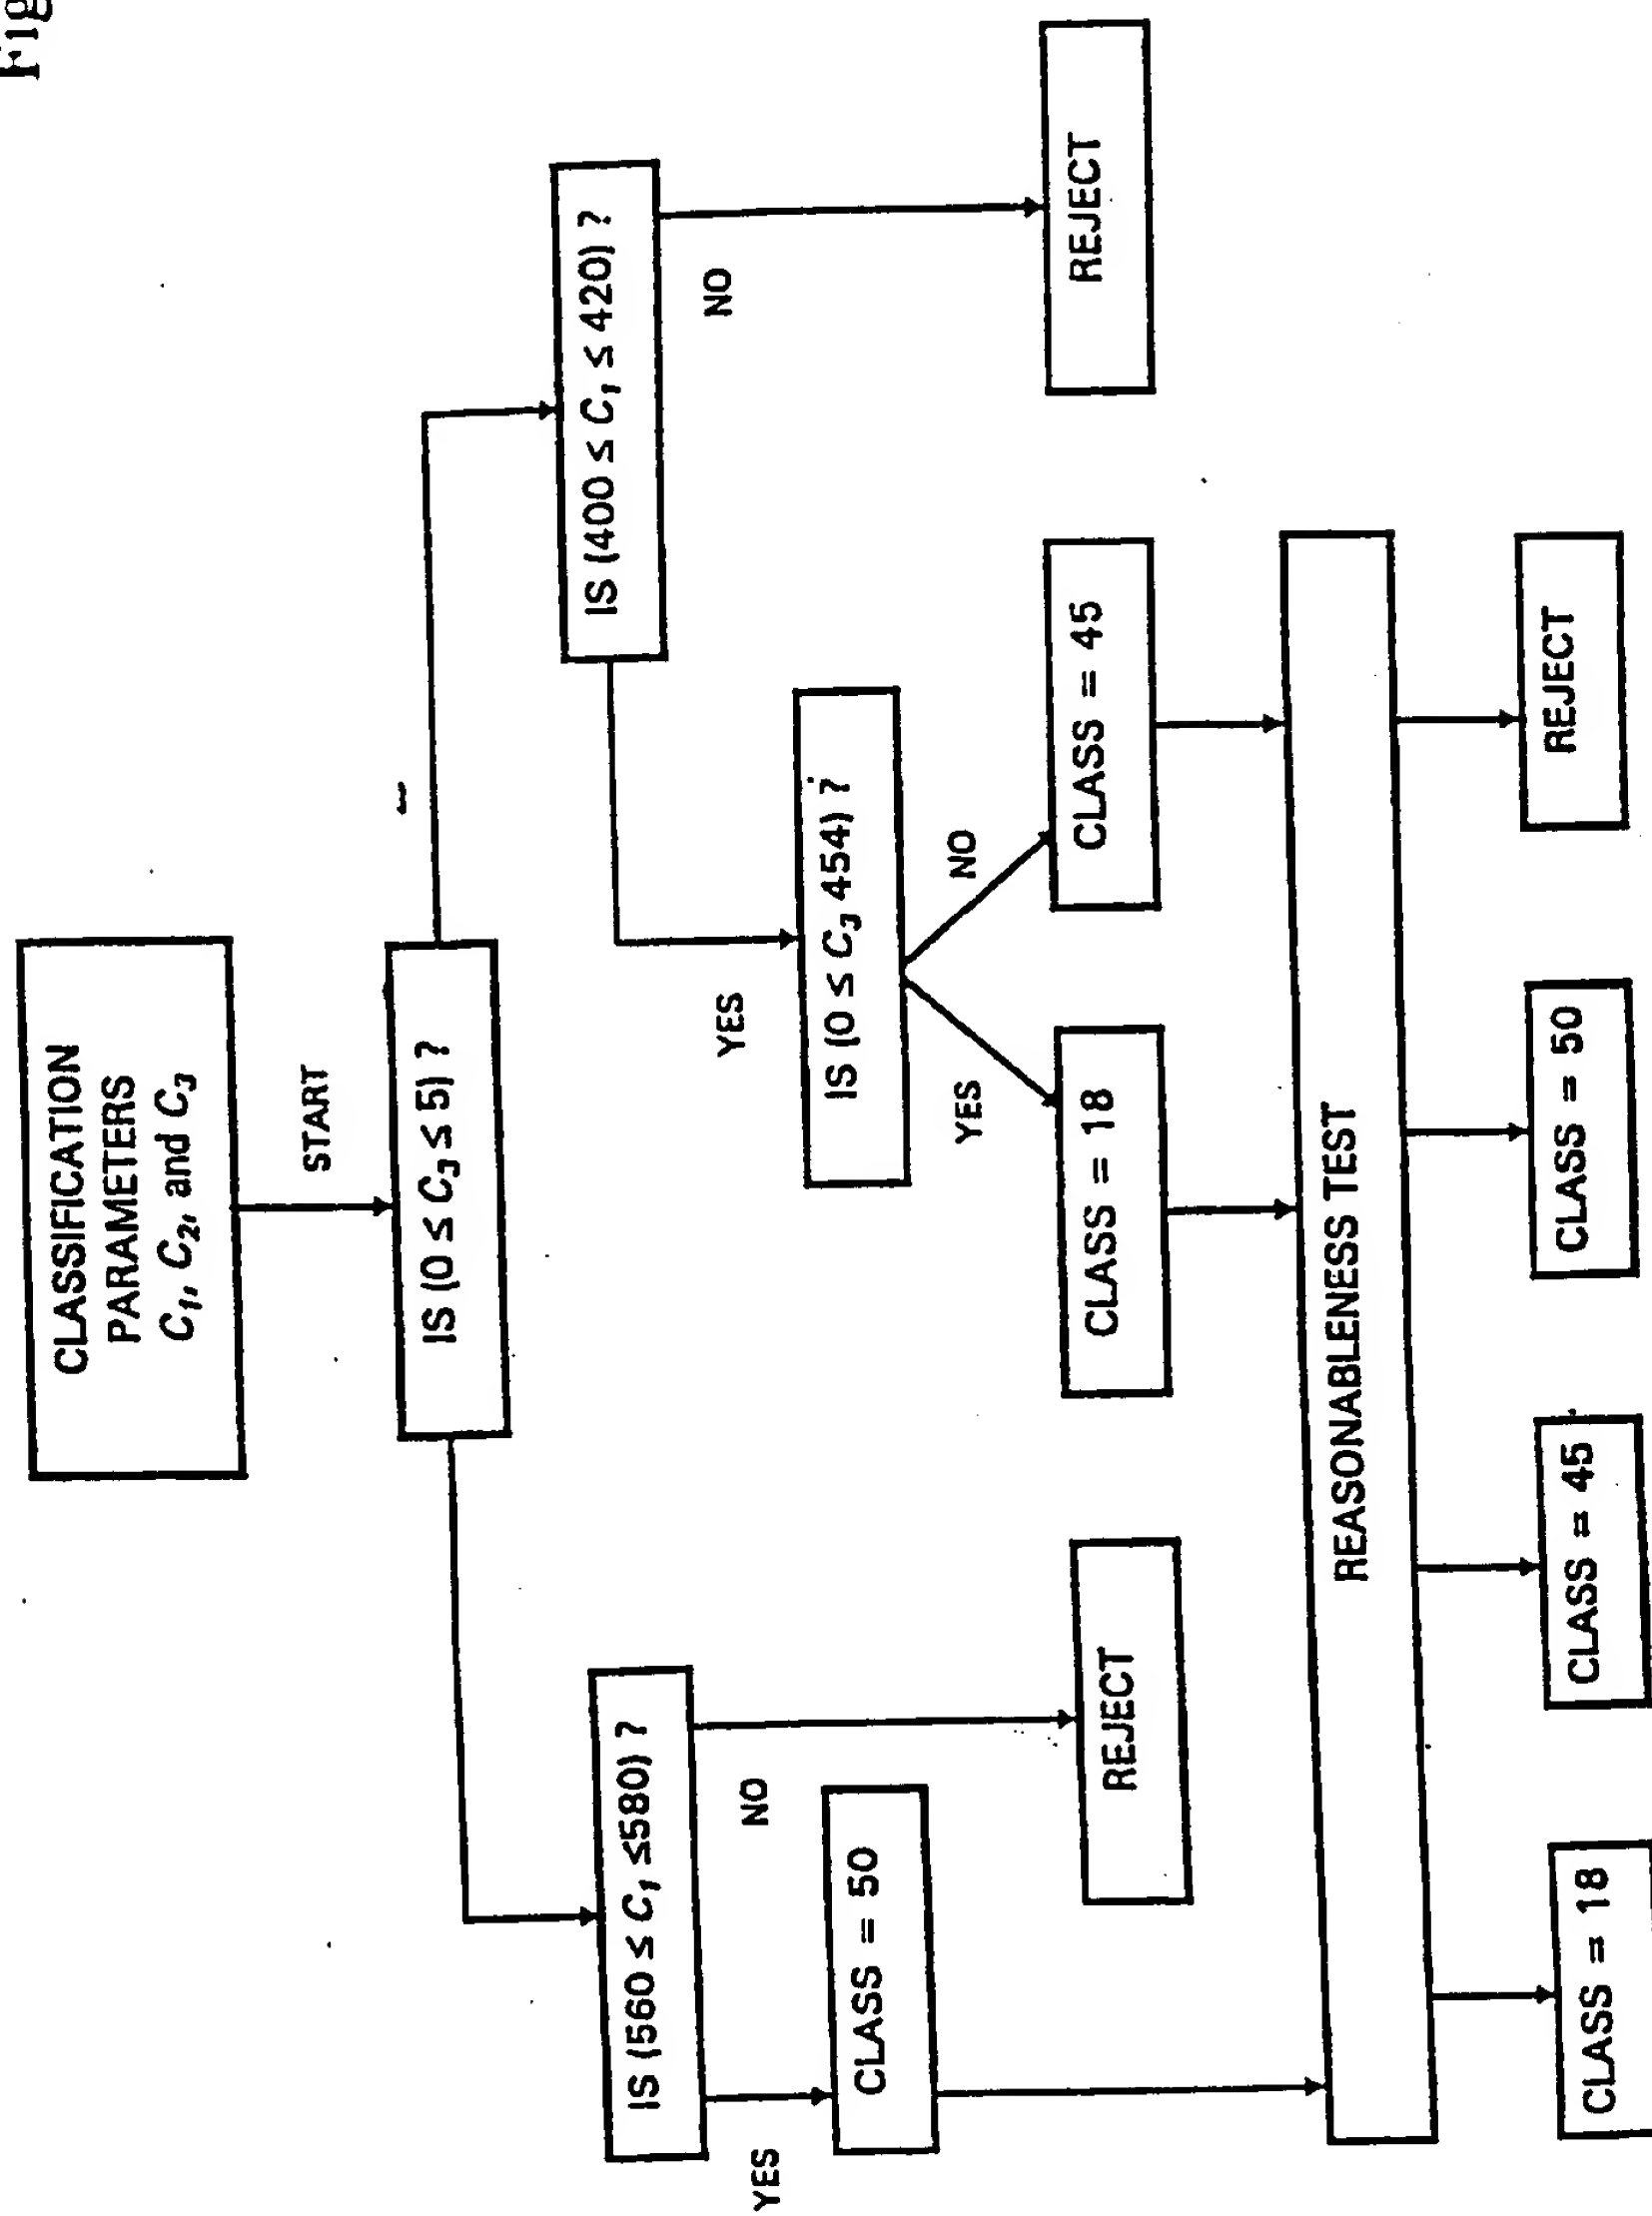 Fig
CLASSIFICATION
PARAMETERS
C₁, C₂, and C₃
START
IS (0 ≤ C₃ ≤ 5) ?
IS (560 ≤ C₁ ≤580) ?
IS (400 ≤ C₁ ≤ 420) ?
YES
NO
YES
NO
CLASS = 50
IS (0 ≤ C₃ 454) ?
YES
NO
REJECT
CLASS = 18
CLASS = 45
REJECT
REASONABLENESS TEST
CLASS = 18
CLASS = 45
CLASS = 50
REJECT